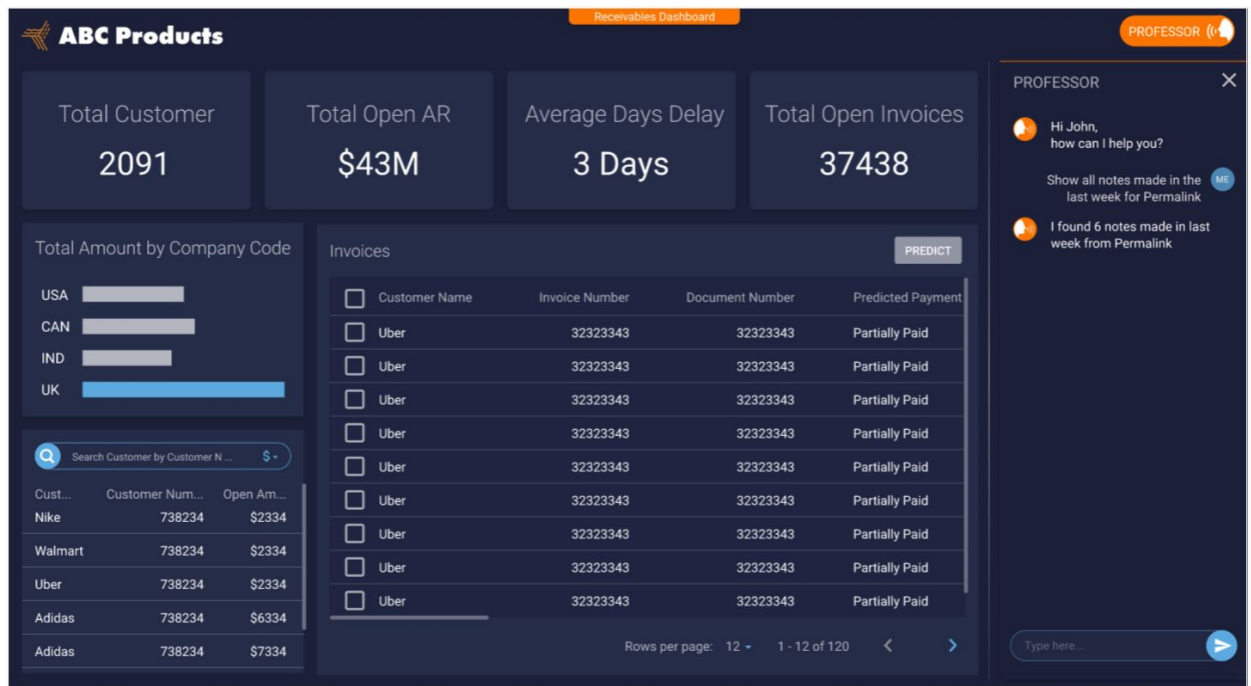 Receivables Dashboard
ABC Products
PROFESSOR
Total Customer
2091
Total Open AR
$43M
Average Days Delay
3 Days
Total Open Invoices
37438
Total Amount by Company Code
USA
CAN
IND
UK
Search Customer by Customer N ...
$
Cust... Customer Num... Open Am...
Nike 738234 $2334
Walmart 738234 $2334
Uber 738234 $2334
Adidas 738234 $6334
Adidas 738234 $7334
Invoices
PREDICT
Customer Name Invoice Number Document Number Predicted Payment
Uber 32323343 32323343 Partially Paid
Uber 32323343 32323343 Partially Paid
Uber 32323343 32323343 Partially Paid
Uber 32323343 32323343 Partially Paid
Uber 32323343 32323343 Partially Paid
Uber 32323343 32323343 Partially Paid
Uber 32323343 32323343 Partially Paid
Uber 32323343 32323343 Partially Paid
Uber 32323343 32323343 Partially Paid
Rows per page: 12 1 - 12 of 120
PROFESSOR
Hi John,
how can I help you?
Show all notes made in the
last week for Permalink
ME
I found 6 notes made in last
week from Permalink
Type here...